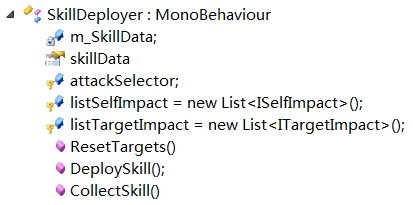 SkillDeployer : MonoBehaviour
m_SkillData;
skillData
attackSelector;
listSelfImpact = new List<ISelfImpact>();
listTargetImpact = new List<ITargetImpact>();
ResetTargets()
DeploySkill();
CollectSkill()